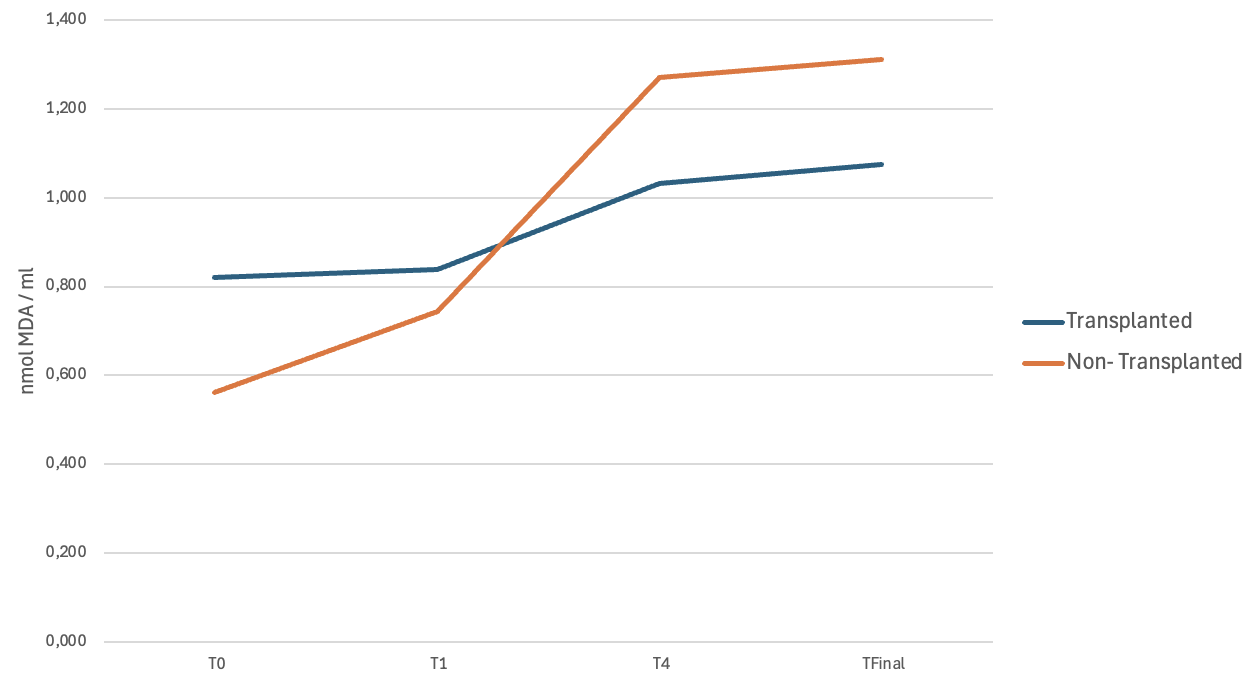 1,400
1,200
1,000
0,800
0,600
0,400
0,200
0,000
nmol MDA / ml
T0 T1 T4 TFinal
Transplanted
Non- Transplanted